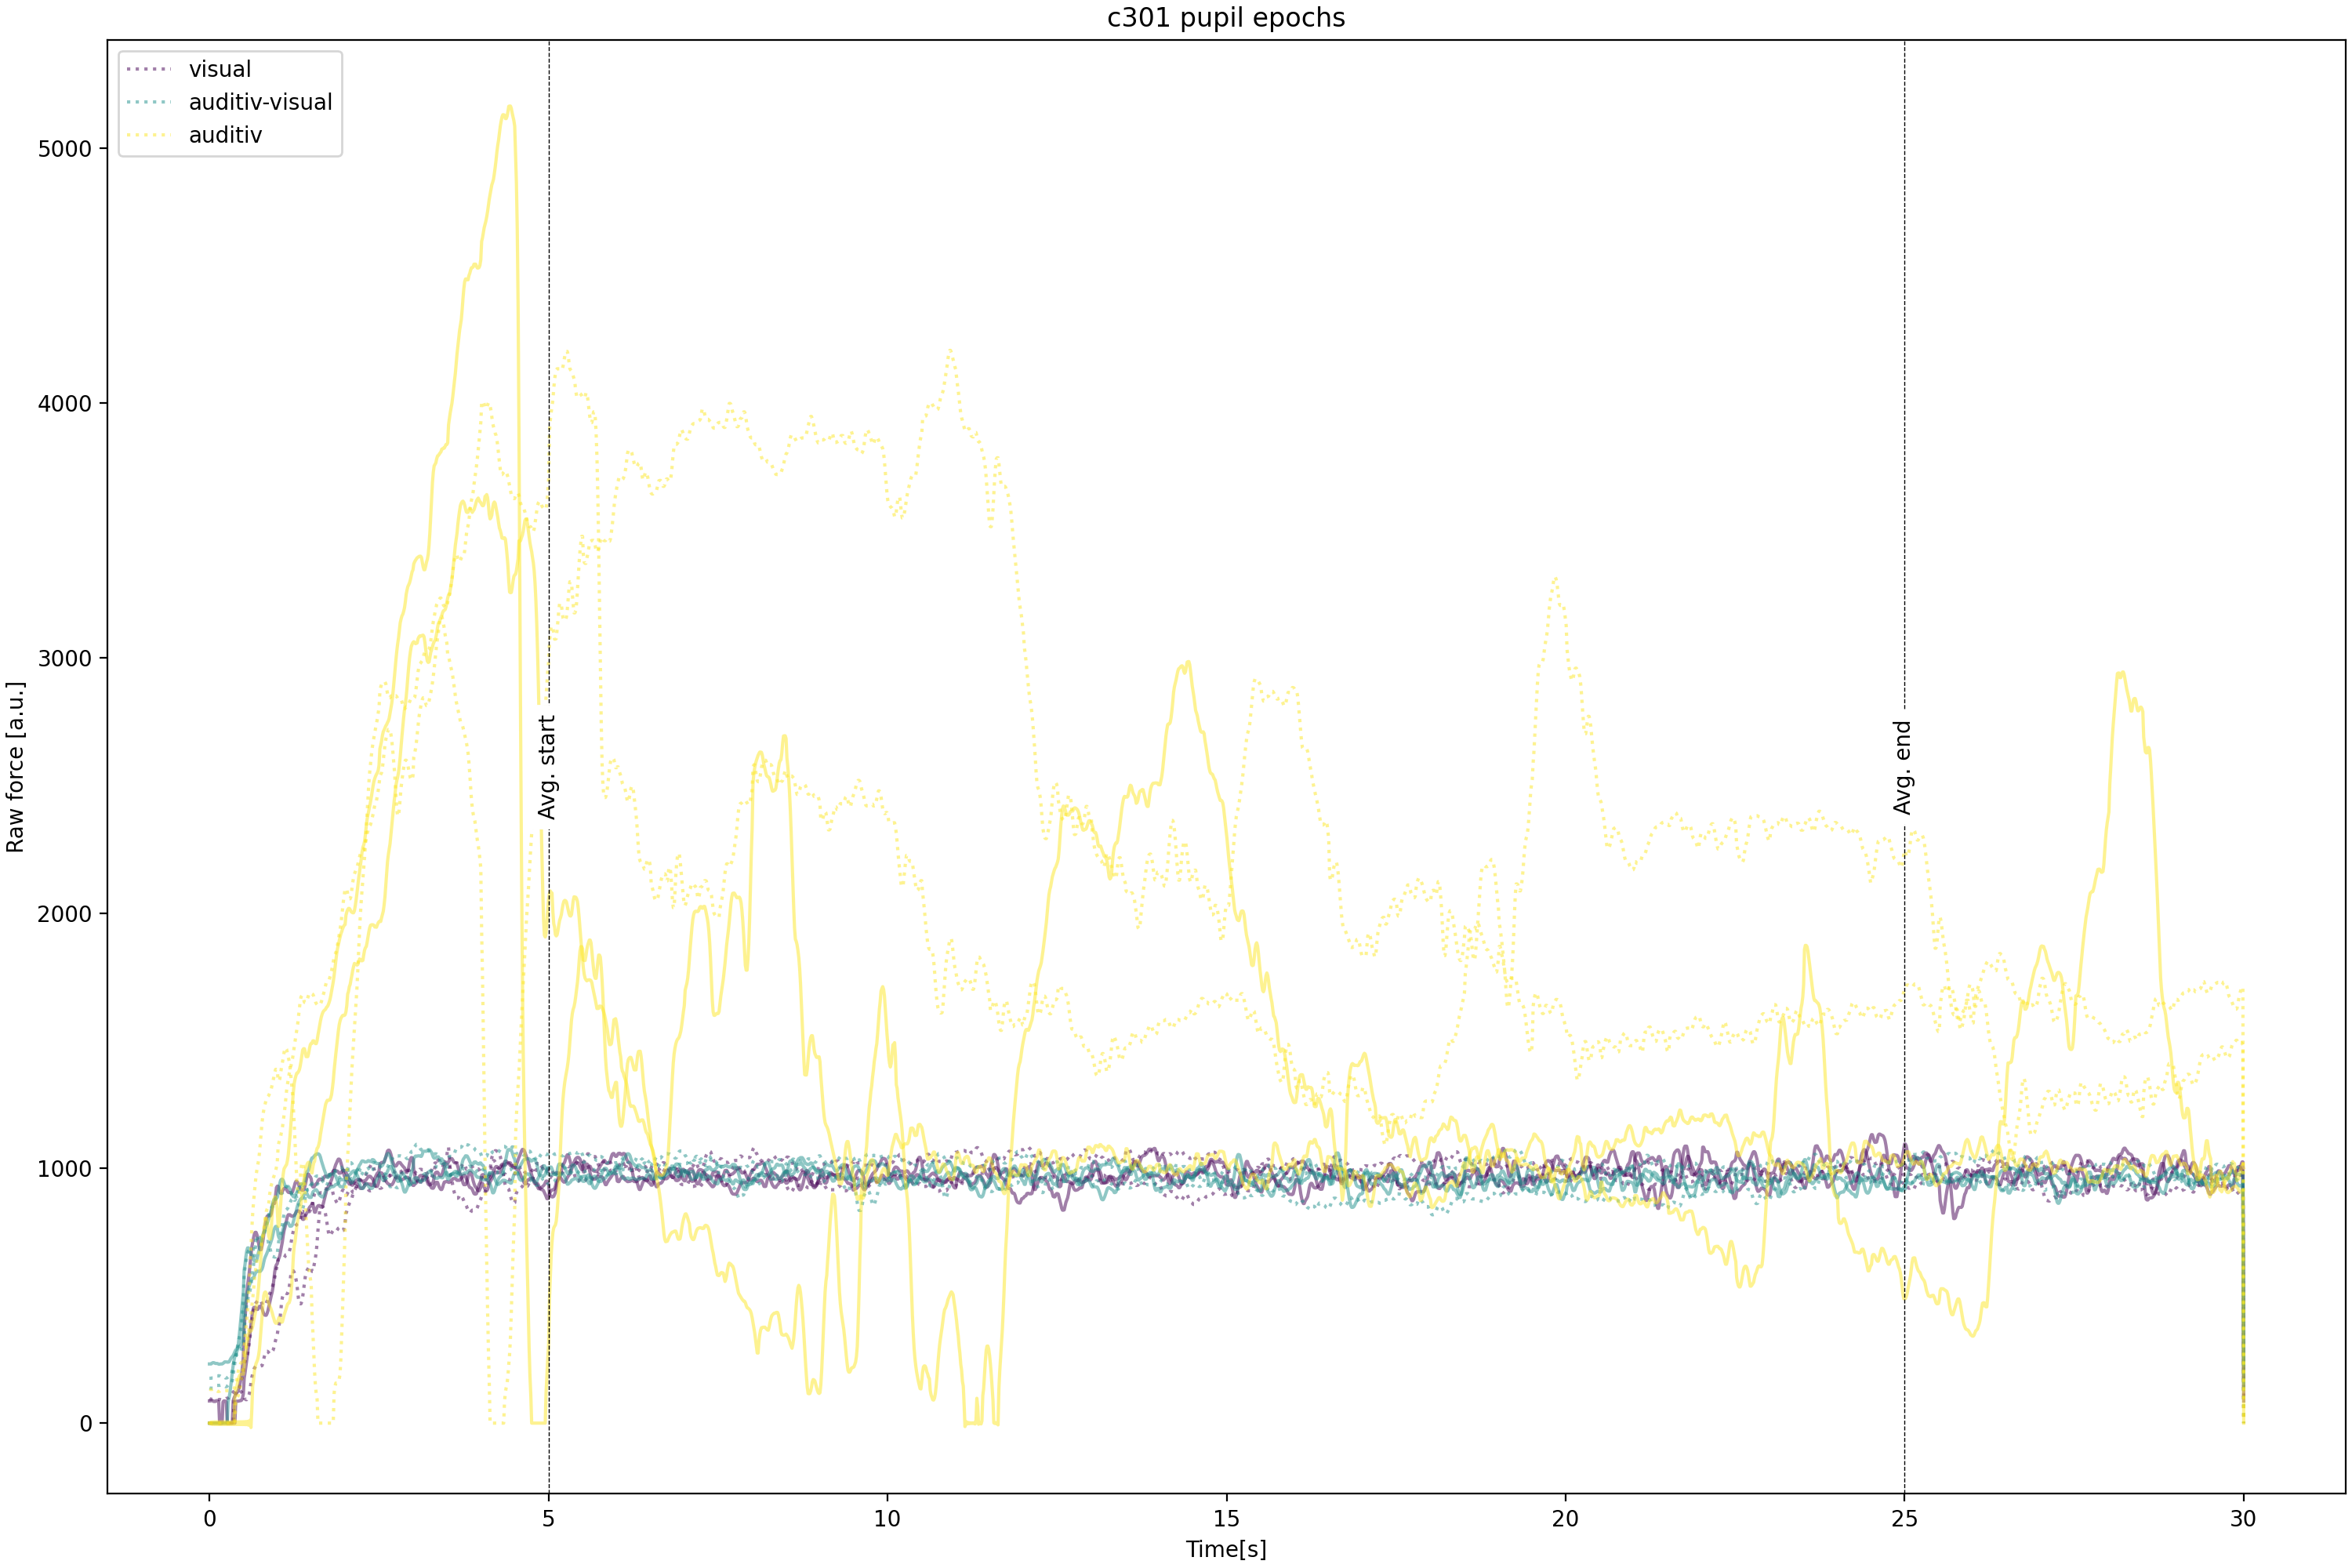 c301 pupil epochs
visual
auditiv-visual
auditiv
5000
4000
3000
2000
1000
0
Raw force [a.u.]
Avg. start
Avg. end
0
5
10
15
20
25
30
Time[s]